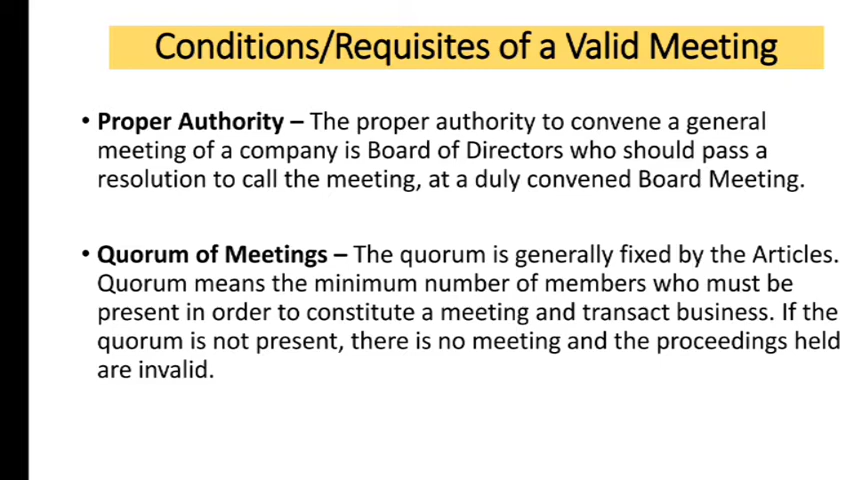 Conditions/Requisites of a Valid Meeting
• Proper Authority – The proper authority to convene a general
meeting of a company is Board of Directors who should pass a
resolution to call the meeting, at a duly convened Board Meeting.
• Quorum of Meetings – The quorum is generally fixed by the Articles.
Quorum means the minimum number of members who must be
present in order to constitute a meeting and transact business. If the
quorum is not present, there is no meeting and the proceedings held
are invalid.